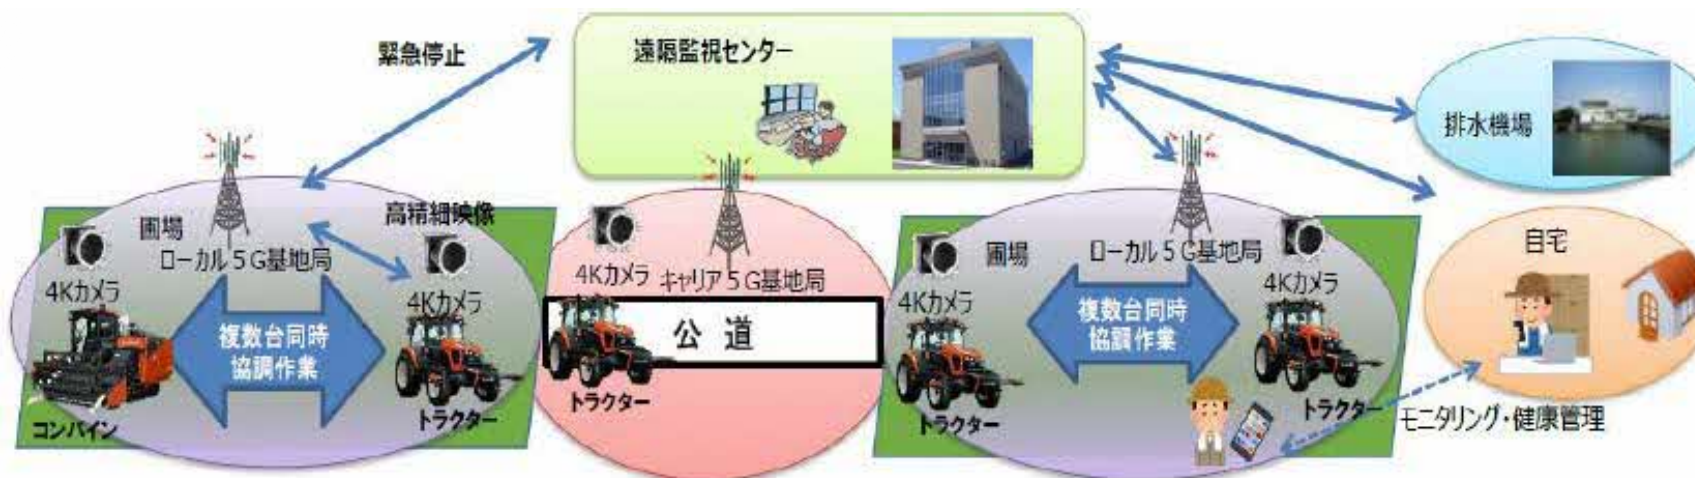 緊急停止
遠隔監視センター
排水機場
圃場
ローカル5G基地局
高精細映像
4Kカメラ
4Kカメラ
複数台同時
協調作業
コンバイン
トラクター
4Kカメラ
キャリア5G基地局
公道
トラクター
圃場
ローカル5G基地局
4Kカメラ
4Kカメラ
複数台同時
協調作業
トラクター
トラクター
自宅
モニタリング・健康管理